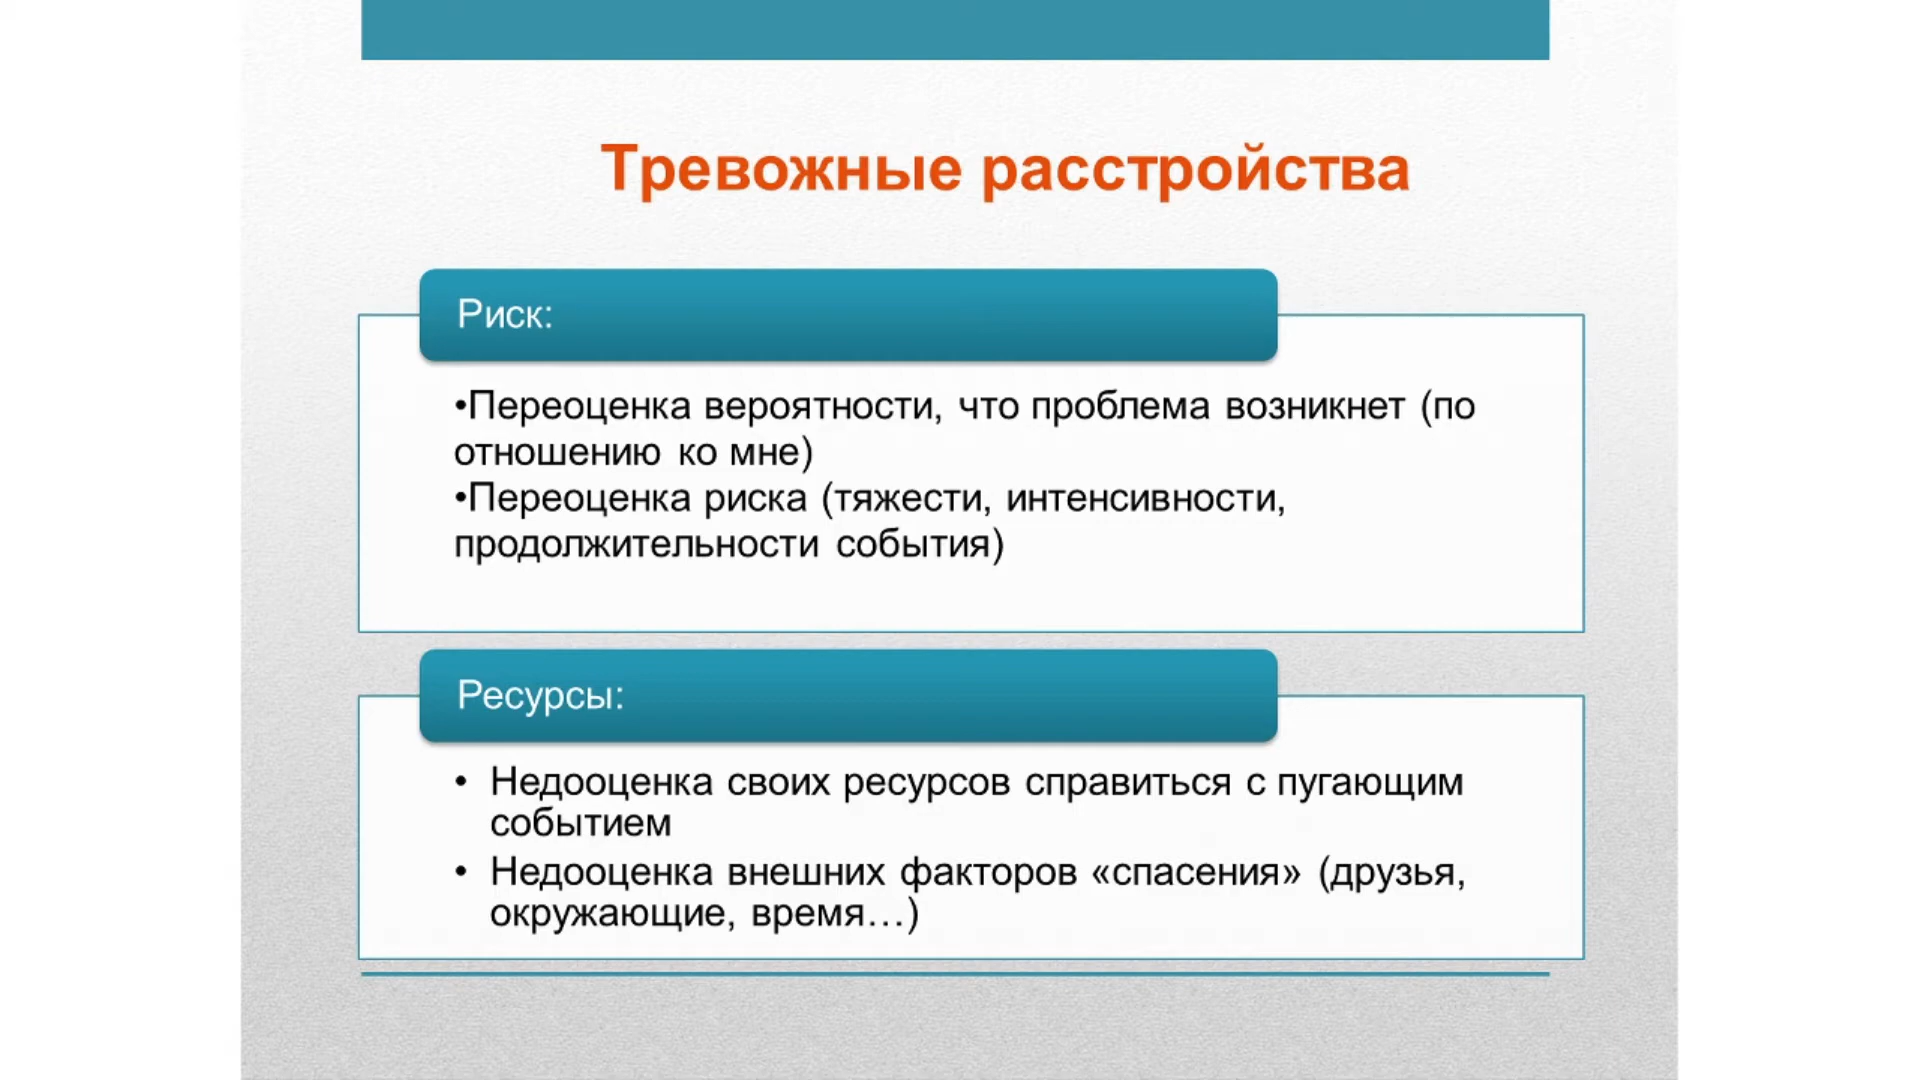 Тревожные расстройства
Риск:
•Переоценка вероятности, что проблема возникнет (по
отношению ко мне)
•Переоценка риска (тяжести, интенсивности,
продолжительности события)
Ресурсы:
• Недооценка своих ресурсов справиться с пугающим
событием
• Недооценка внешних факторов «спасения» (друзья,
окружающие, время…)